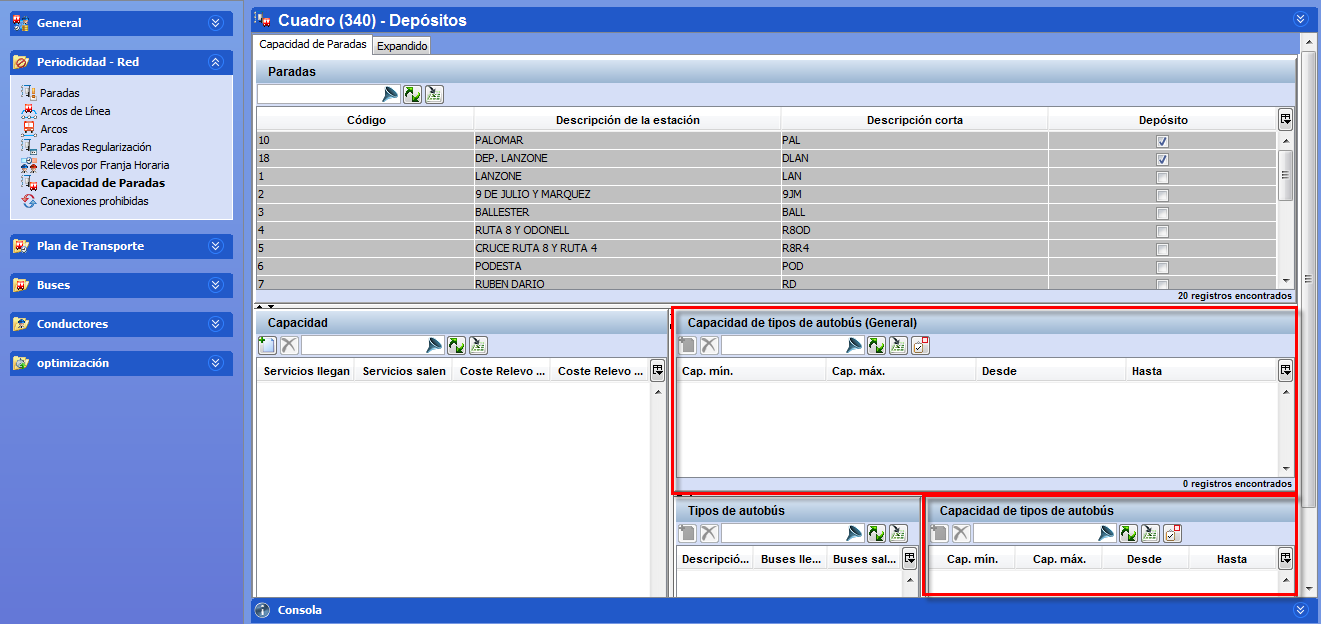 General
Periodicidad - Red
Paradas
Arcos de Línea
Arcos
Paradas Regularización
Relevos por Franja Horaria
Capacidad de Paradas
Conexiones prohibidas
Plan de Transporte
Buses
Conductores
optimización
Cuadro (340) - Depósitos
Capacidad de Paradas Expandido
Paradas
Código Descripción de la estación Descripción corta Depósito
10 PALOMAR PAL
18 DEP. LANZONE DLAN
1 LANZONE LAN
2 9 DE JULIO Y MARQUEZ 9JM
3 BALLESTER BALL
4 RUTA 8 Y ODONELL R8OD
5 CRUCE RUTA 8 Y RUTA 4 R8R4
6 PODESTA POD
7 RUBEN DARIO RD
20 registros encontrados
Capacidad
Servicios llegan Servicios salen Coste Relevo ... Coste Relevo ...
Capacidad de tipos de autobús (General)
Cap. mín. Cap. máx. Desde Hasta
0 registros encontrados
Tipos de autobús
Descripció... Buses lle... Buses sal...
Capacidad de tipos de autobús
Cap. mín. Cap. máx. Desde Hasta
Consola